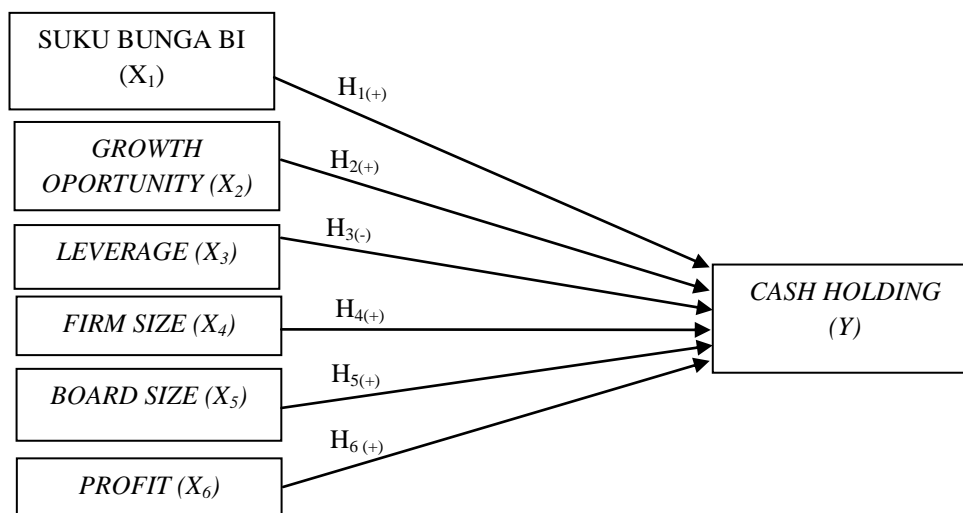 SUKU BUNGA BI
(X₁)
H₁₍₊₎
GROWTH
OPORTUNITY (X₂)
H₂₍₊₎
LEVERAGE (X₃)
H₃₍₋₎
CASH HOLDING
(Y)
FIRM SIZE (X₄)
H₄₍₊₎
BOARD SIZE (X₅)
H₅₍₊₎
PROFIT (X₆)
H₆ ₍₊₎